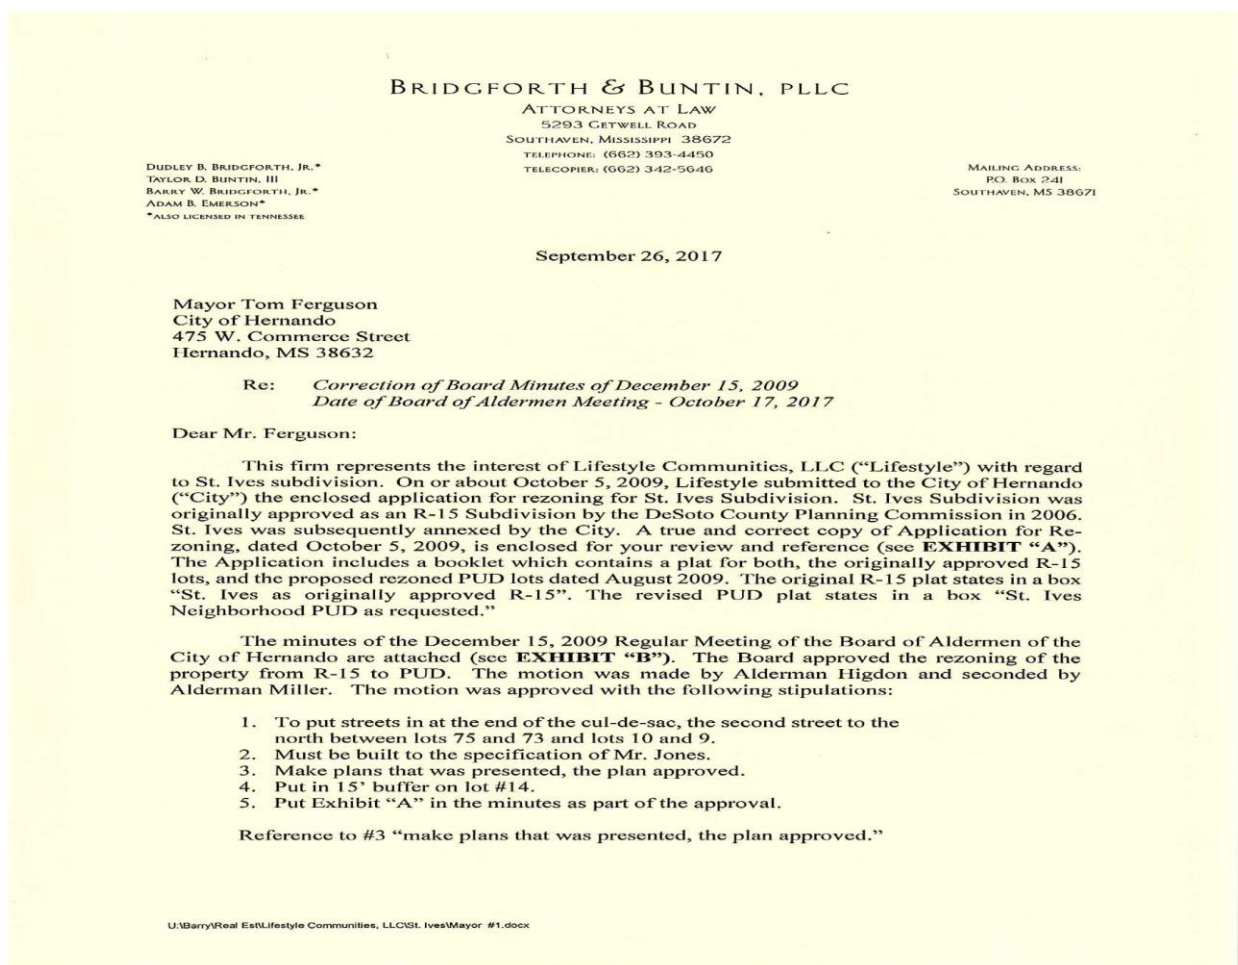 BRIDGFORTH & BUNTIN, PLLC
ATTORNEYS AT LAW
5293 GETWELL ROAD
SOUTHAVEN, MISSISSIPPI 38672
TELEPHONE: (662) 393-4450
TELECOPIER: (662) 342-5646
DUDLEY B. BRIDGFORTH, JR.*
TAYLOR D. BUNTIN, III
BARRY W. BRIDGFORTH, JR.*
ADAM B. EMERSON*
*ALSO LICENSED IN TENNESSEE
MAILING ADDRESS:
P.O. BOX 241
SOUTHAVEN, MS 38671
September 26, 2017
Mayor Tom Ferguson
City of Hernando
475 W. Commerce Street
Hernando, MS 38632
Re: Correction of Board Minutes of December 15, 2009
Date of Board of Aldermen Meeting - October 17, 2017
Dear Mr. Ferguson:
This firm represents the interest of Lifestyle Communities, LLC (“Lifestyle”) with regard
to St. Ives subdivision. On or about October 5, 2009, Lifestyle submitted to the City of Hernando
(“City”) the enclosed application for rezoning for St. Ives Subdivision. St. Ives Subdivision was
originally approved as an R-15 Subdivision by the DeSoto County Planning Commission in 2006.
St. Ives was subsequently annexed by the City. A true and correct copy of Application for Re-
zoning, dated October 5, 2009, is enclosed for your review and reference (see EXHIBIT “A”).
The Application includes a booklet which contains a plat for both, the originally approved R-15
lots, and the proposed rezoned PUD lots dated August 2009. The original R-15 plat states in a box
“St. Ives as originally approved R-15”. The revised PUD plat states in a box “St. Ives
Neighborhood PUD as requested.”
The minutes of the December 15, 2009 Regular Meeting of the Board of Aldermen of the
City of Hernando are attached (see EXHIBIT “B”). The Board approved the rezoning of the
property from R-15 to PUD. The motion was made by Alderman Higdon and seconded by
Alderman Miller. The motion was approved with the following stipulations:
1. To put streets in at the end of the cul-de-sac, the second street to the
north between lots 75 and 73 and lots 10 and 9.
2. Must be built to the specification of Mr. Jones.
3. Make plans that was presented, the plan approved.
4. Put in 15’ buffer on lot #14.
5. Put Exhibit “A” in the minutes as part of the approval.
Reference to #3 “make plans that was presented, the plan approved.”
U:\Barry\Real Est\Lifestyle Communities, LLC\St. Ives\Mayor #1.docx